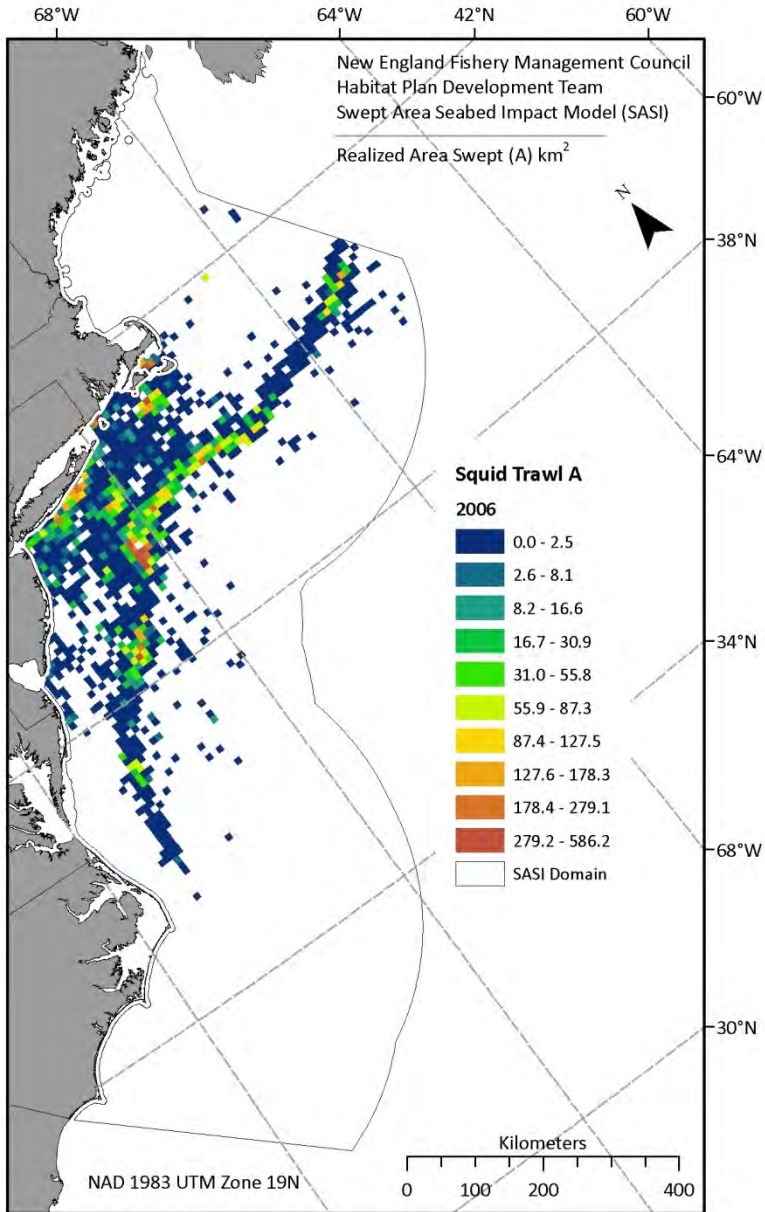 68°W 64°W 42°N 60°W
New England Fishery Management Council
Habitat Plan Development Team
Swept Area Seabed Impact Model (SASI)
Realized Area Swept (A) km²
60°W
N
38°N
64°W
Squid Trawl A
2006
0.0 - 2.5
2.6 - 8.1
8.2 - 16.6
16.7 - 30.9
31.0 - 55.8
55.9 - 87.3
87.4 - 127.5
127.6 - 178.3
178.4 - 279.1
279.2 - 586.2
SASI Domain
34°N
68°W
30°N
Kilometers
0 100 200 300 400
NAD 1983 UTM Zone 19N